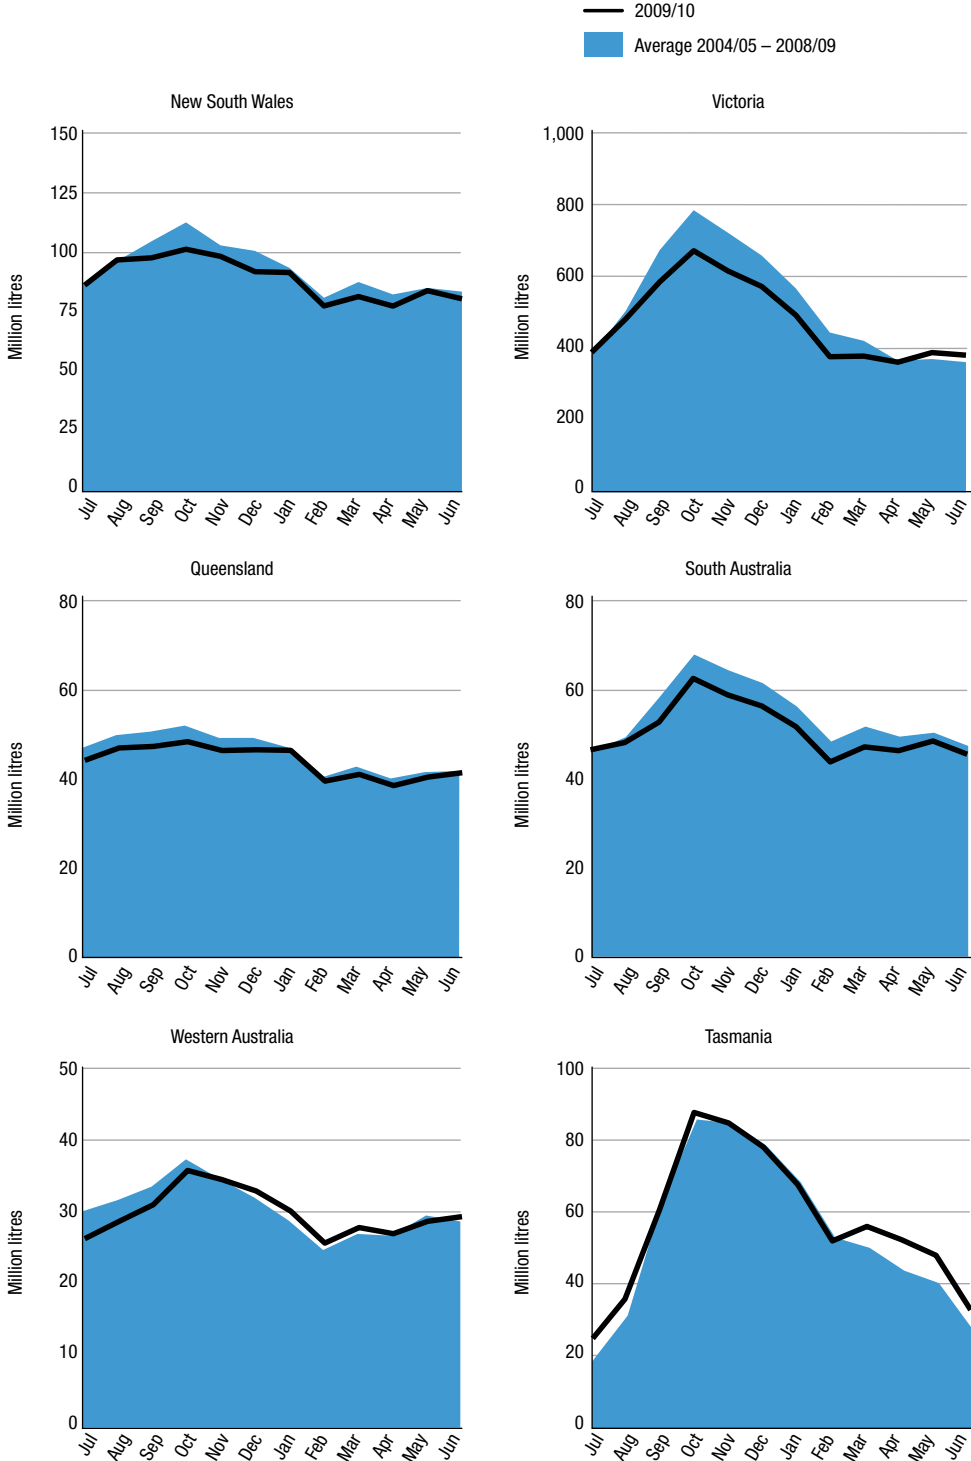 2009/10
Average 2004/05 – 2008/09
New South Wales
Victoria
150
125
100
75
50
25
0
Million litres
Jul Aug Sep Oct Nov Dec Jan Feb Mar Apr May Jun
1,000
800
600
400
200
0
Million litres
Jul Aug Sep Oct Nov Dec Jan Feb Mar Apr May Jun
Queensland
South Australia
80
60
40
20
0
Million litres
Jul Aug Sep Oct Nov Dec Jan Feb Mar Apr May Jun
80
60
40
20
0
Million litres
Jul Aug Sep Oct Nov Dec Jan Feb Mar Apr May Jun
Western Australia
Tasmania
50
40
30
20
10
0
Million litres
Jul Aug Sep Oct Nov Dec Jan Feb Mar Apr May Jun
100
80
60
40
20
0
Million litres
Jul Aug Sep Oct Nov Dec Jan Feb Mar Apr May Jun